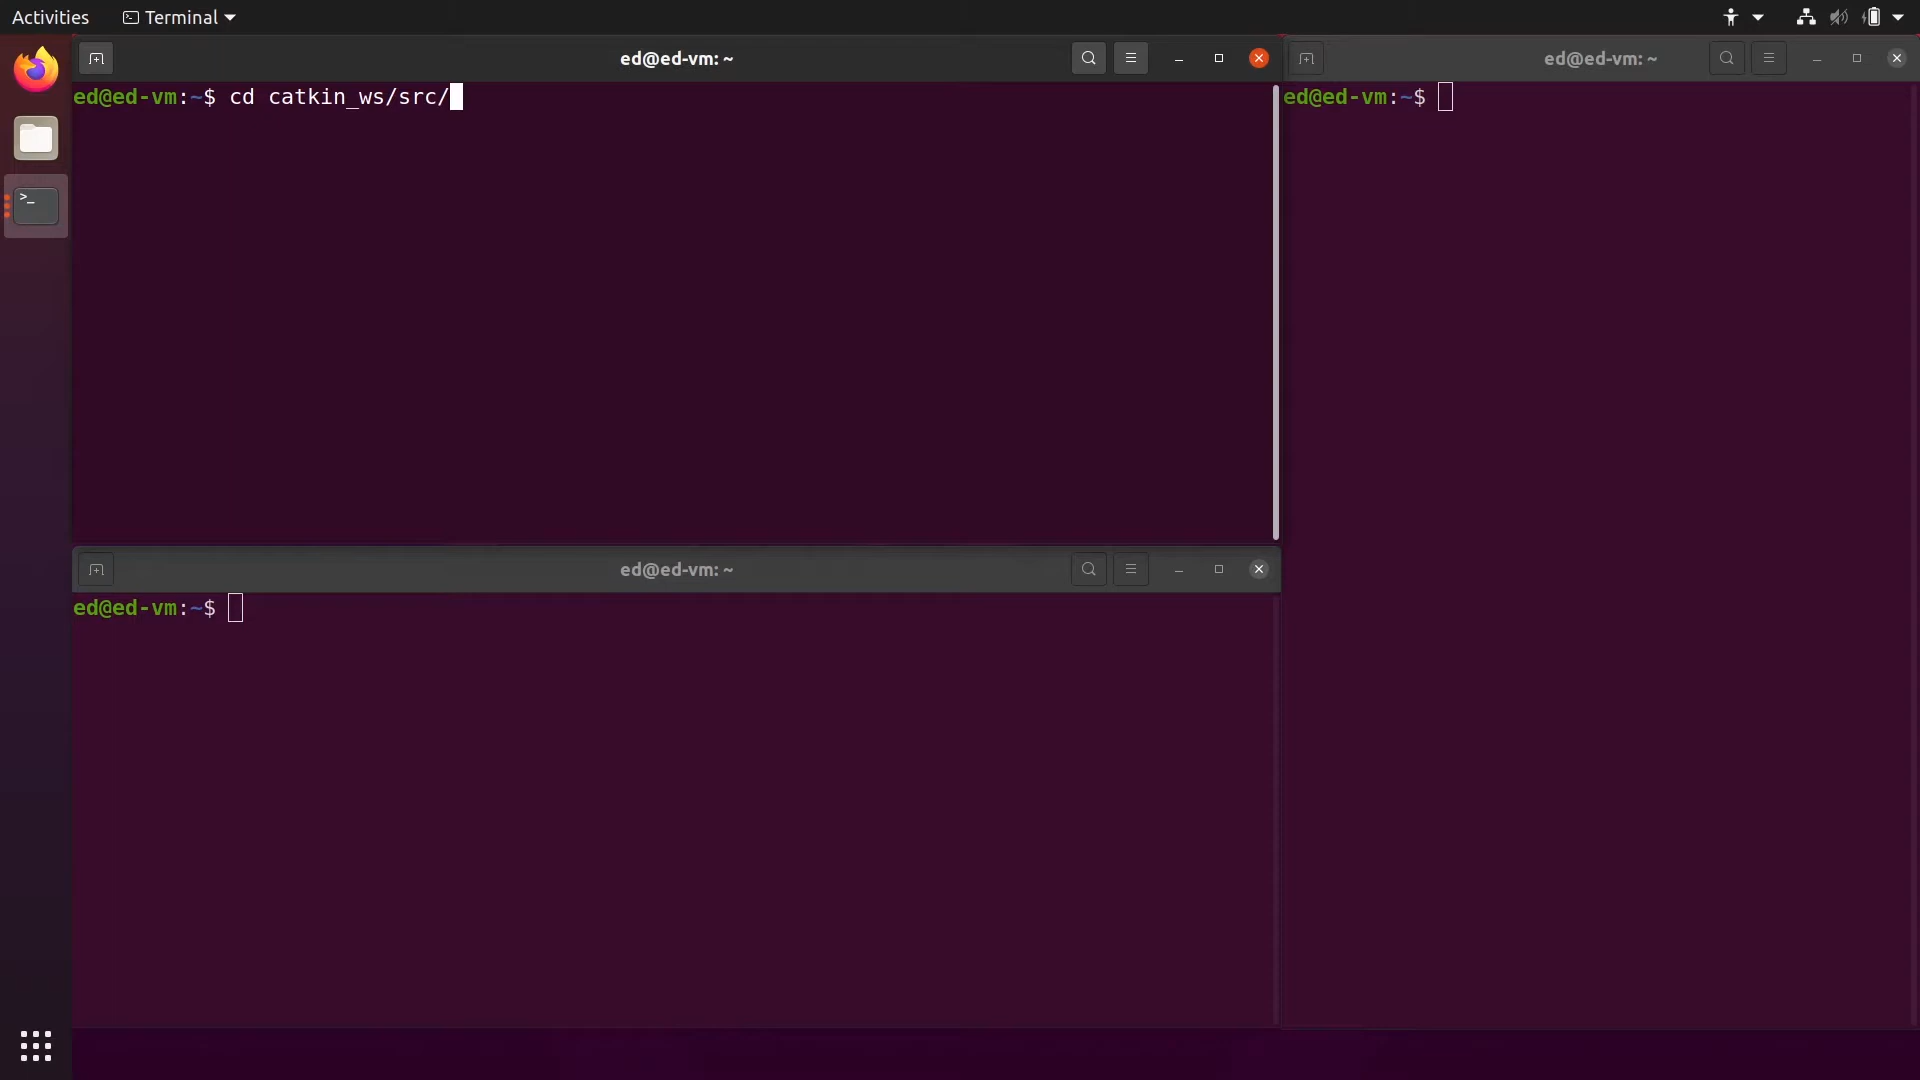 Activities Terminal
ed@ed-vm: ~
ed@ed-vm:~$ cd catkin_ws/src/
ed@ed-vm: ~
ed@ed-vm:~$
ed@ed-vm: ~
ed@ed-vm:~$